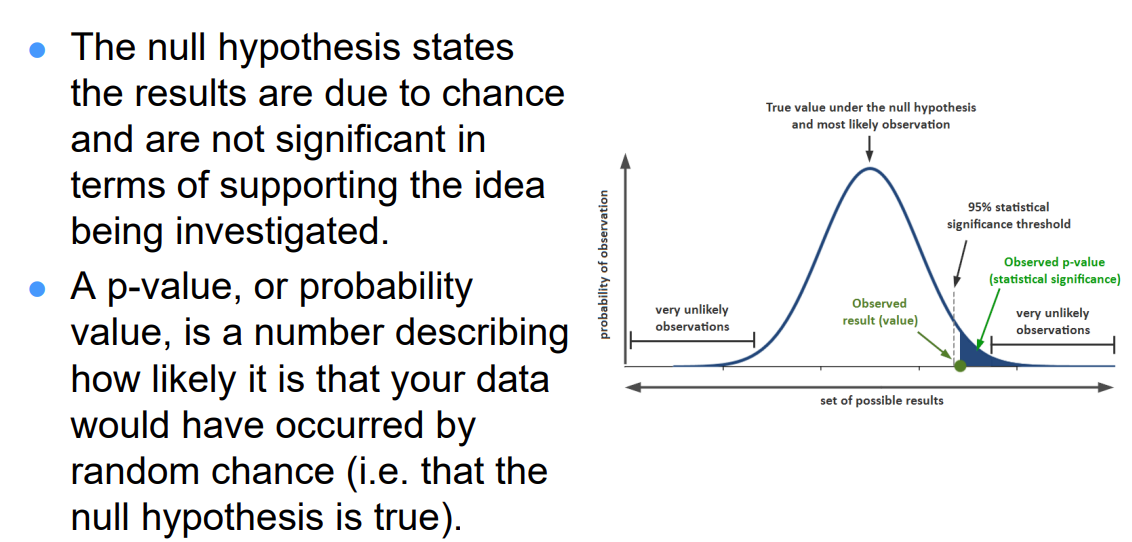 The null hypothesis states
the results are due to chance
and are not significant in
terms of supporting the idea
being investigated.
A p-value, or probability
value, is a number describing
how likely it is that your data
would have occurred by
random chance (i.e. that the
null hypothesis is true).
True value under the null hypothesis
and most likely observation
95% statistical
significance threshold
Observed p-value
(statistical significance)
Observed
result (value)
very unlikely
observations
very unlikely
observations
probability of observation
set of possible results